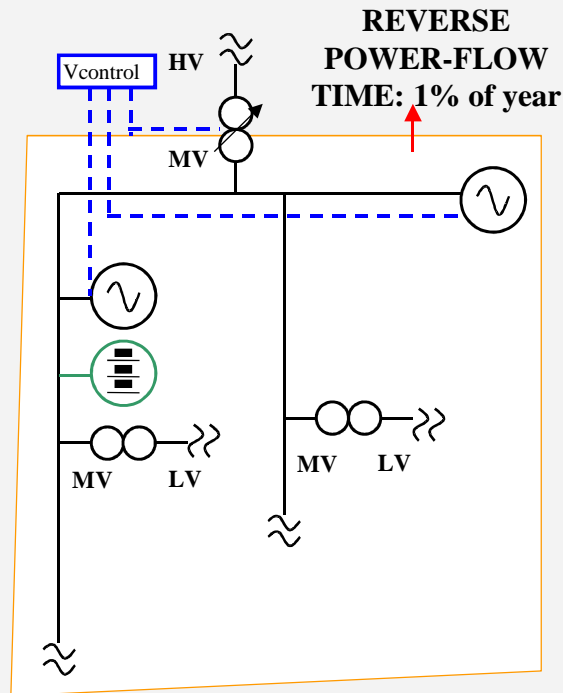 REVERSE
POWER-FLOW
TIME: 1% of year
Vcontrol
HV
MV
MV
LV
MV
LV